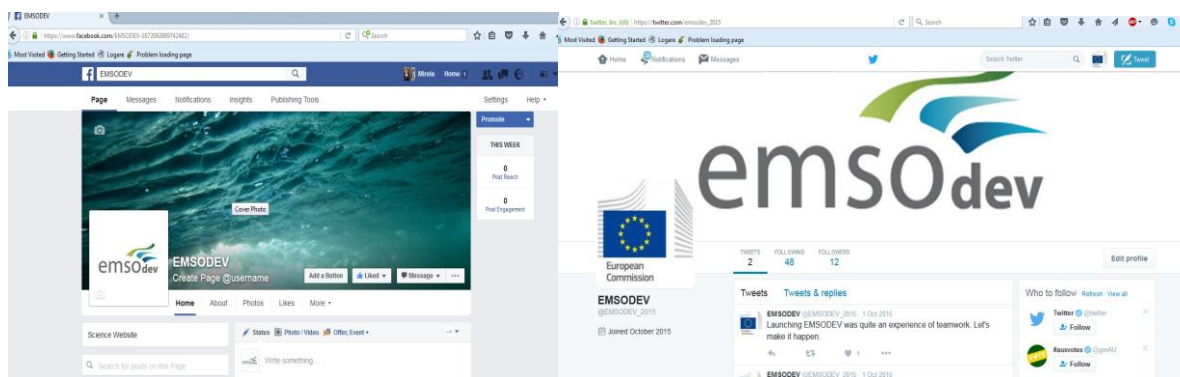 EMSODEV
https://www.facebook.com/EMSODEV-1672992889742482/
Search
Most Visited Getting Started Logare Problem loading page
EMSODEV
Mirela Home
Page Messages Notifications Insights Publishing Tools Settings Help
Promote
THIS WEEK
0
Post Reach
0
Post Engagement
Cover Photo
emsodev
EMSODEV
Create Page @username
Add a Button Liked Message
Home About Photos Likes More
Science Website
Status Photo / Video Offer, Event +
Search for posts on this Page
Write something...
Twitter, Inc. (US) https://twitter.com/emsodev_2015
Search
Most Visited Getting Started Logare Problem loading page
Home Notifications Messages
Search Twitter
Tweet
emsodev
European
Commission
TWEETS FOLLOWING FOLLOWERS
2 48 12
Edit profile
EMSODEV
@EMSODEV_2015
Joined October 2015
Tweets Tweets & replies
EMSODEV @EMSODEV_2015 1 Oct 2015
Launching EMSODEV was quite an experience of teamwork. Let's
make it happen.
1
EMSODEV @EMSODEV_2015 1 Oct 2015
Who to follow Refresh View all
Twitter @twitter
Follow
#ausvotes
Follow
VOTE